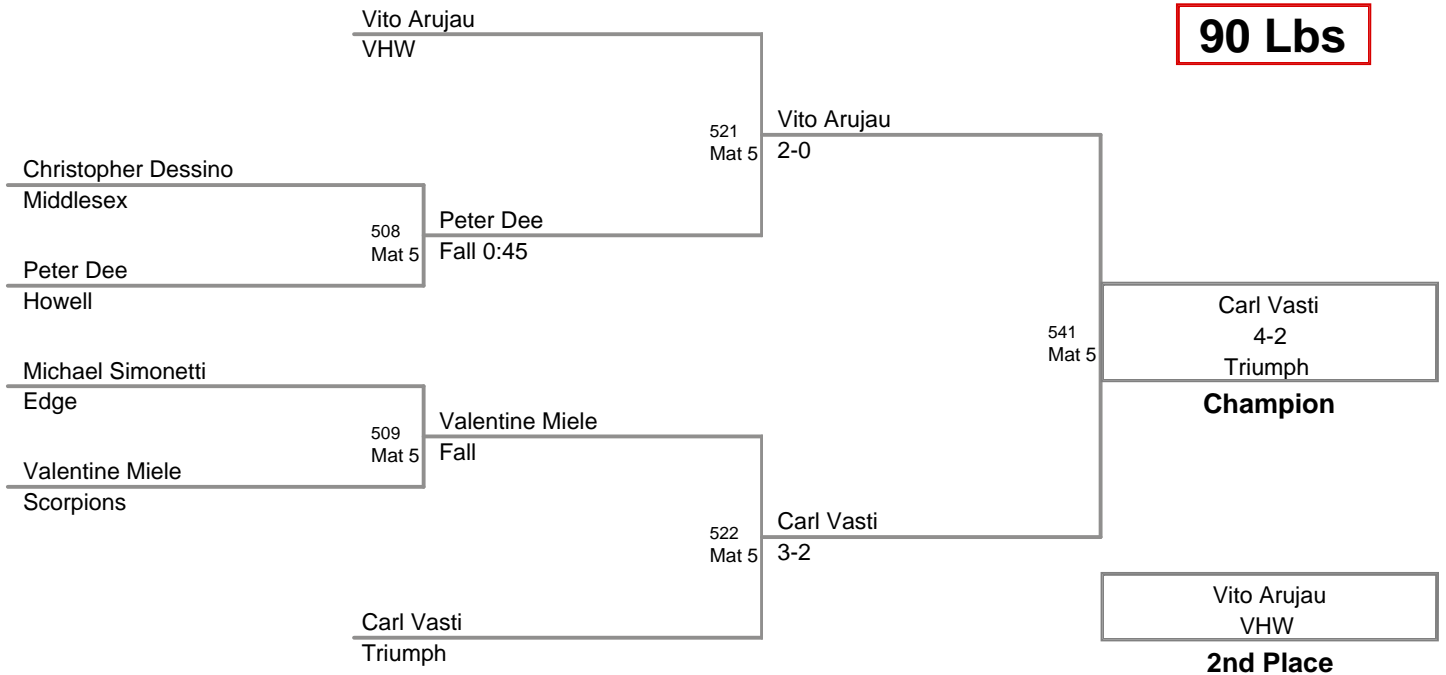 Vito Arujau
VHW
90 Lbs
521
Mat 5
Vito Arujau
2-0
Christopher Dessino
Middlesex
508
Mat 5
Peter Dee
Fall 0:45
Peter Dee
Howell
541
Mat 5
Carl Vasti
4-2
Triumph
Champion
Michael Simonetti
Edge
509
Mat 5
Valentine Miele
Fall
Valentine Miele
Scorpions
522
Mat 5
Carl Vasti
3-2
Carl Vasti
Triumph
Vito Arujau
VHW
2nd Place